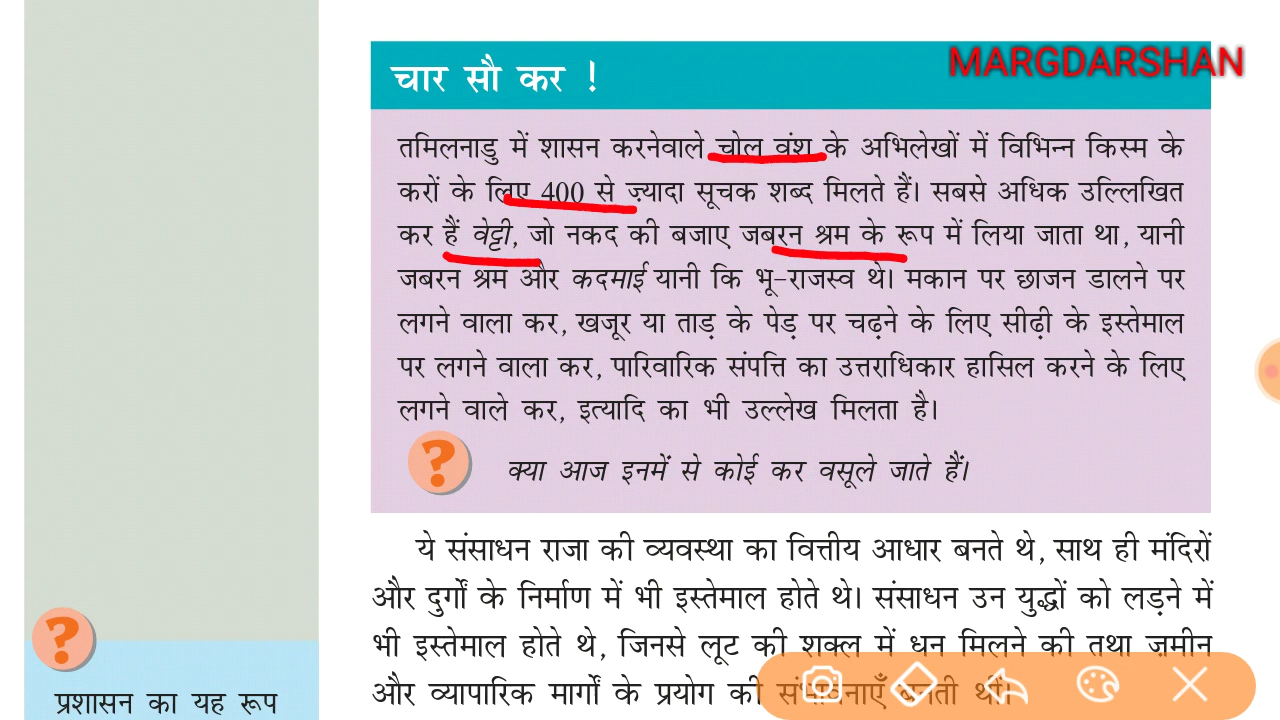 चार सौ कर !
MARGDARSHAN
तमिलनाडु में शासन करनेवाले चोल वंश के अभिलेखों में विभिन्न किस्म के
करों के लिए 400 से ज़्यादा सूचक शब्द मिलते हैं। सबसे अधिक उल्लिखित
कर हैं वेट्टी, जो नकद की बजाए जबरन श्रम के रूप में लिया जाता था, यानी
जबरन श्रम और कदमाई यानी कि भू-राजस्व थे। मकान पर छाजन डालने पर
लगने वाला कर, खजूर या ताड़ के पेड़ पर चढ़ने के लिए सीढ़ी के इस्तेमाल
पर लगने वाला कर, पारिवारिक संपत्ति का उत्तराधिकार हासिल करने के लिए
लगने वाले कर, इत्यादि का भी उल्लेख मिलता है।
? क्या आज इनमें से कोई कर वसूले जाते हैं।
ये संसाधन राजा की व्यवस्था का वित्तीय आधार बनते थे, साथ ही मंदिरों
और दुर्गों के निर्माण में भी इस्तेमाल होते थे। संसाधन उन युद्धों को लड़ने में
भी इस्तेमाल होते थे, जिनसे लूट की शक्ल में धन मिलने की तथा ज़मीन
और व्यापारिक मार्गों के प्रयोग की संभावनाएँ बनती थीं।
?
प्रशासन का यह रूप